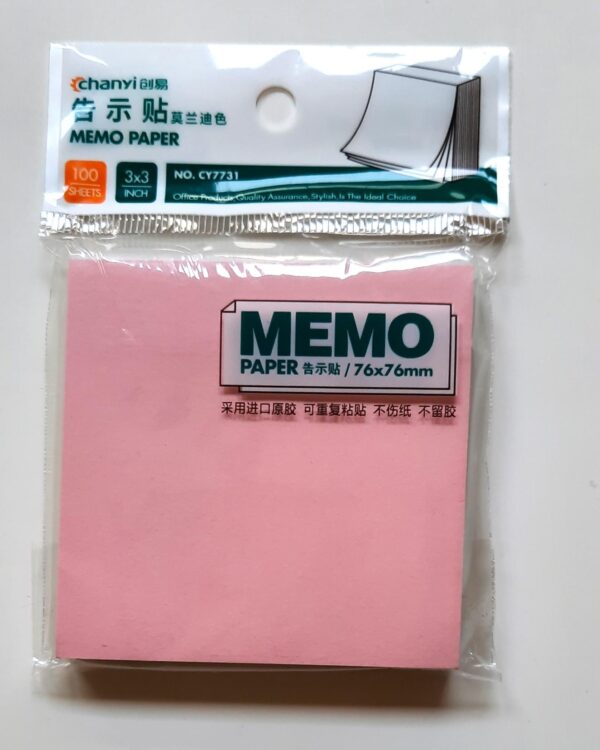 chanyi 创易
告示贴 莫兰迪色
MEMO PAPER
100 SHEETS
3x3 INCH
NO. CY7731
Office Products, Quality Assurance, Stylish, Is The Ideal Choice
MEMO
PAPER 告示贴 / 76x76mm
采用进口原胶 可重复粘贴 不伤纸 不留胶